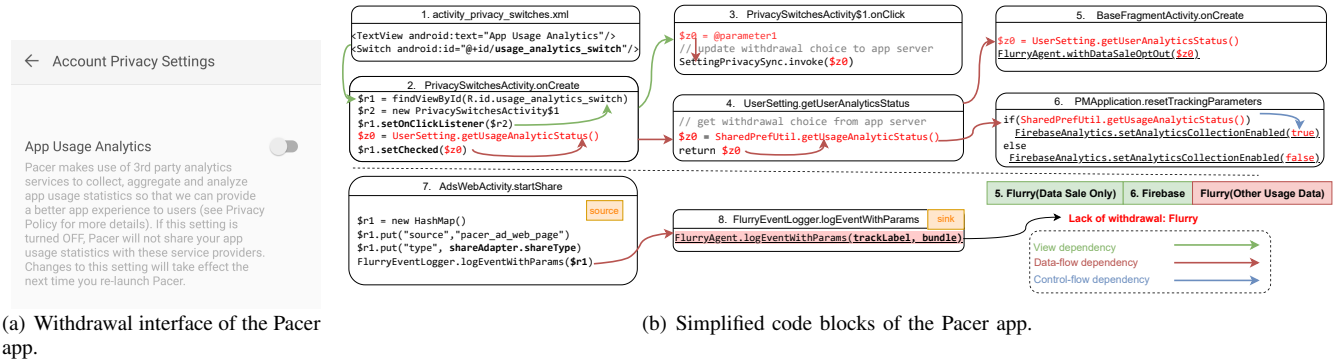 Account Privacy Settings
App Usage Analytics
Pacer makes use of 3rd party analytics
services to collect, aggregate and analyze
app usage statistics so that we can provide
a better app experience to users (see Privacy
Policy for more details). If this setting is
turned OFF, Pacer will not share your app
usage statistics with these service providers.
Changes to this setting will take effect the
next time you re-launch Pacer.
(a) Withdrawal interface of the Pacer
app.
1. activity_privacy_switches.xml
<TextView android:text="App Usage Analytics"/>
<Switch android:id="@+id/usage_analytics_switch"/>
2. PrivacySwitchesActivity.onCreate
$r1 = findViewById(R.id.usage_analytics_switch)
$r2 = new PrivacySwitchesActivity$1
$r1.setOnClickListener($r2)
$z0 = UserSetting.getUsageAnalyticStatus()
$r1.setChecked($z0)
3. PrivacySwitchesActivity$1.onClick
$z0 = @parameter1
// update withdrawal choice to app server
SettingPrivacySync.invoke($z0)
4. UserSetting.getUserAnalyticsStatus
// get withdrawal choice from app server
$z0 = SharedPrefUtil.getUsageAnalyticStatus()
return $z0
5. BaseFragmentActivity.onCreate
$z0 = UserSetting.getUserAnalyticsStatus()
FlurryAgent.withDataSaleOptOut($z0)
6. PMApplication.resetTrackingParameters
if(SharedPrefUtil.getUsageAnalyticStatus())
FirebaseAnalytics.setAnalyticsCollectionEnabled(true)
else
FirebaseAnalytics.setAnalyticsCollectionEnabled(false)
7. AdsWebActivity.startShare
source
$r1 = new HashMap()
$r1.put("source","pacer_ad_web_page")
$r1.put("type", shareAdapter.shareType)
FlurryEventLogger.logEventWithParams($r1)
8. FlurryEventLogger.logEventWithParams
sink
FlurryAgent.logEventWithParams(trackLabel, bundle)
5. Flurry(Data Sale Only) 6. Firebase Flurry(Other Usage Data)
Lack of withdrawal: Flurry
View dependency
Data-flow dependency
Control-flow dependency
(b) Simplified code blocks of the Pacer app.